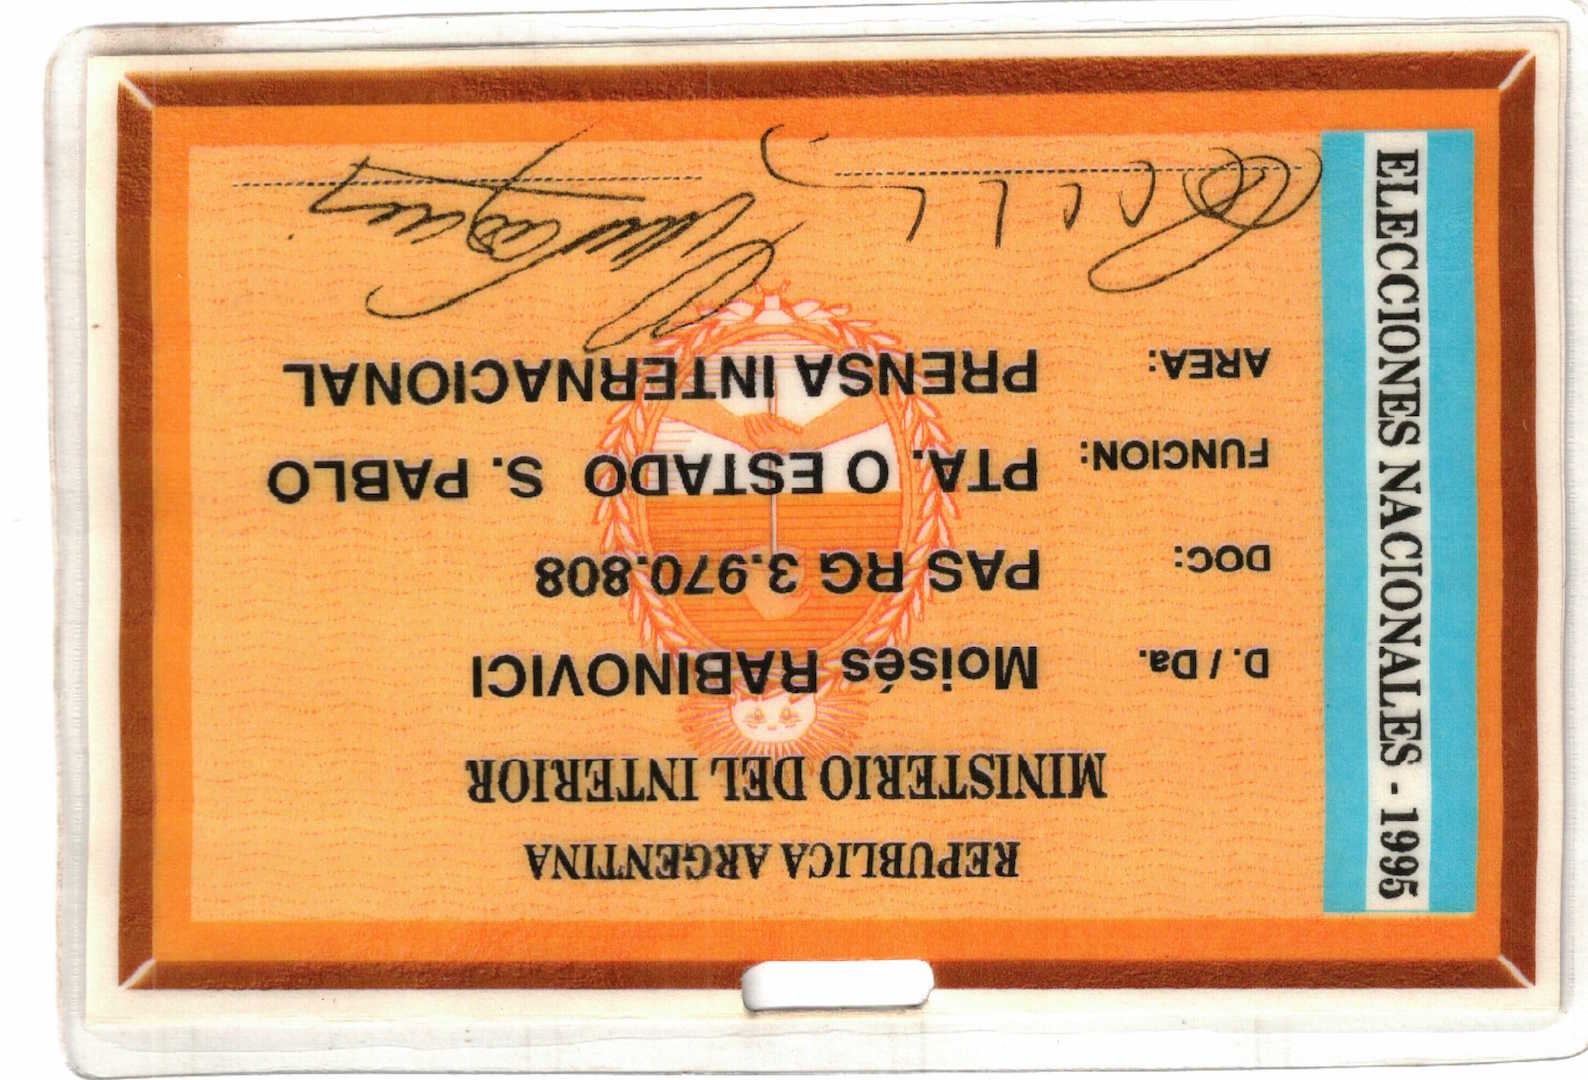 REPUBLICA ARGENTINA
MINISTERIO DEL INTERIOR
D. / Da. Moisés RABINOVICI
DOC: PAS RG 3.970.808
FUNCION: PTA. O ESTADO S. PABLO
AREA: PRENSA INTERNACIONAL
ELECCIONES NACIONALES - 1995